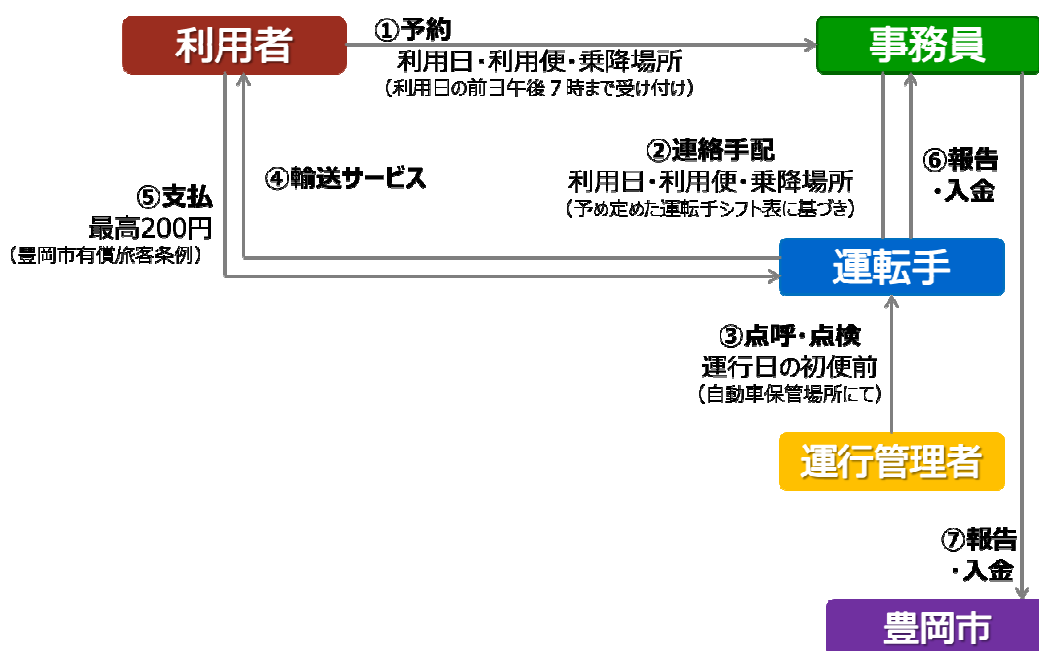 利用者
①予約
利用日・利用便・乗降場所
（利用日の前日午後７時まで受け付け）
事務員
②連絡手配
利用日・利用便・乗降場所
（予め定めた運転手シフト表に基づき）
⑥報告
・入金
④輸送サービス
⑤支払
最高200円
（豊岡市有償旅客条例）
運転手
③点呼・点検
運行日の初便前
（自動車保管場所にて）
運行管理者
⑦報告
・入金
豊岡市